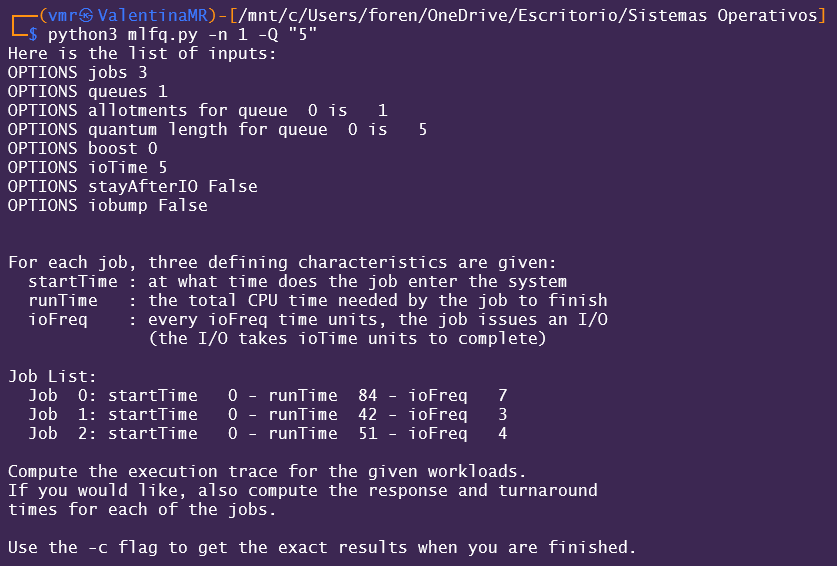 ┌──(vmr㉿ValentinaMR)-[/mnt/c/Users/foren/OneDrive/Escritorio/Sistemas Operativos]
└─$ python3 mlfq.py -n 1 -Q "5"
Here is the list of inputs:
OPTIONS jobs 3
OPTIONS queues 1
OPTIONS allotments for queue  0 is   1
OPTIONS quantum length for queue  0 is   5
OPTIONS boost 0
OPTIONS ioTime 5
OPTIONS stayAfterIO False
OPTIONS iobump False
For each job, three defining characteristics are given:
  startTime : at what time does the job enter the system
  runTime   : the total CPU time needed by the job to finish
  ioFreq    : every ioFreq time units, the job issues an I/O
              (the I/O takes ioTime units to complete)
Job List:
  Job  0: startTime   0 - runTime  84 - ioFreq   7
  Job  1: startTime   0 - runTime  42 - ioFreq   3
  Job  2: startTime   0 - runTime  51 - ioFreq   4
Compute the execution trace for the given workloads.
If you would like, also compute the response and turnaround
times for each of the jobs.
Use the -c flag to get the exact results when you are finished.